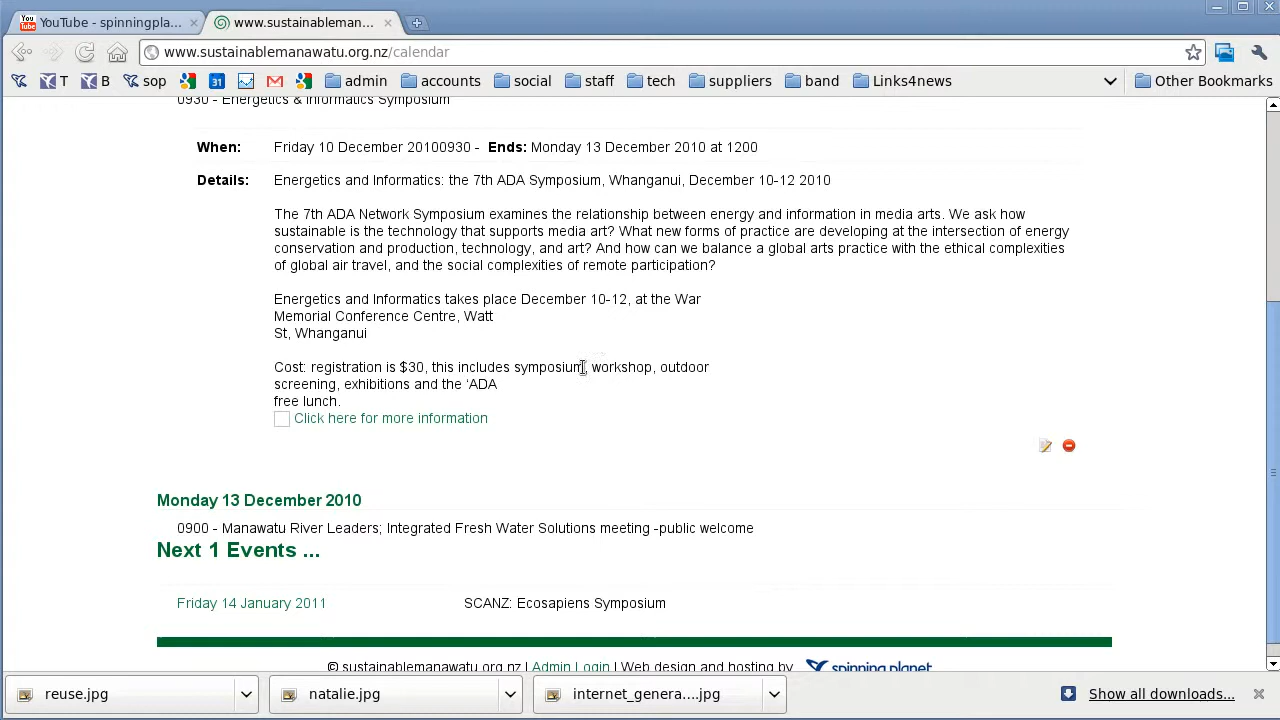 YouTube - spinningpla...
www.sustainableman...
www.sustainablemanawatu.org.nz/calendar
T B sop 31 admin accounts social staff tech suppliers band Links4news Other Bookmarks
0930 - Energetics & Informatics Symposium
When: Friday 10 December 20100930 - Ends: Monday 13 December 2010 at 1200
Details: Energetics and Informatics: the 7th ADA Symposium, Whanganui, December 10-12 2010
The 7th ADA Network Symposium examines the relationship between energy and information in media arts. We ask how
sustainable is the technology that supports media art? What new forms of practice are developing at the intersection of energy
conservation and production, technology, and art? And how can we balance a global arts practice with the ethical complexities
of global air travel, and the social complexities of remote participation?
Energetics and Informatics takes place December 10-12, at the War
Memorial Conference Centre, Watt
St, Whanganui
Cost: registration is $30, this includes symposium, workshop, outdoor
screening, exhibitions and the ‘ADA
free lunch.
Click here for more information
Monday 13 December 2010
0900 - Manawatu River Leaders; Integrated Fresh Water Solutions meeting -public welcome
Next 1 Events ...
Friday 14 January 2011 SCANZ: Ecosapiens Symposium
© sustainablemanawatu.org.nz | Admin Login | Web design and hosting by spinning planet
reuse.jpg natalie.jpg internet_genera....jpg Show all downloads...